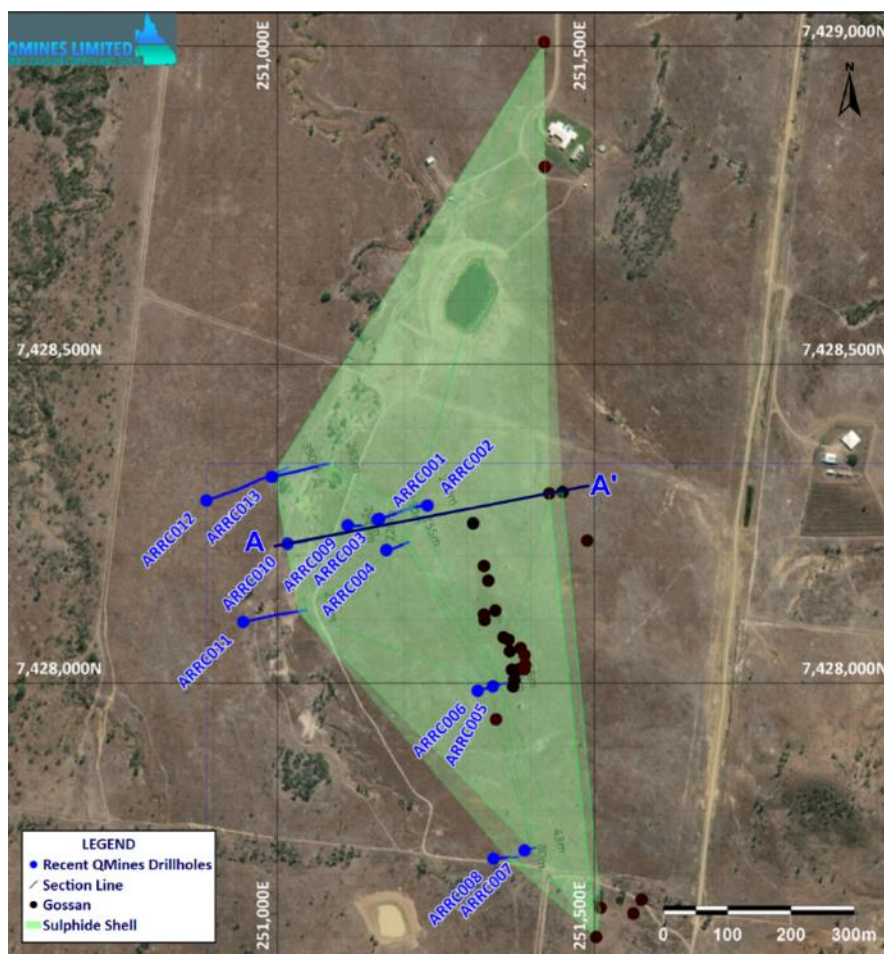 QMINES LIMITED
251,000E
251,500E
7,429,000N
N
7,428,500N
7,428,500N
ARRC001
ARRC002
A'
ARRC012
ARRC013
A
ARRC010
ARRC009
ARRC003
ARRC004
ARRC011
7,428,000N
7,428,000N
ARRC006
ARRC005
43m
ARRC008
ARRC007
LEGEND
Recent QMines Drillholes
Section Line
Gossan
Sulphide Shell
251,000E
251,500E
0 100 200 300m